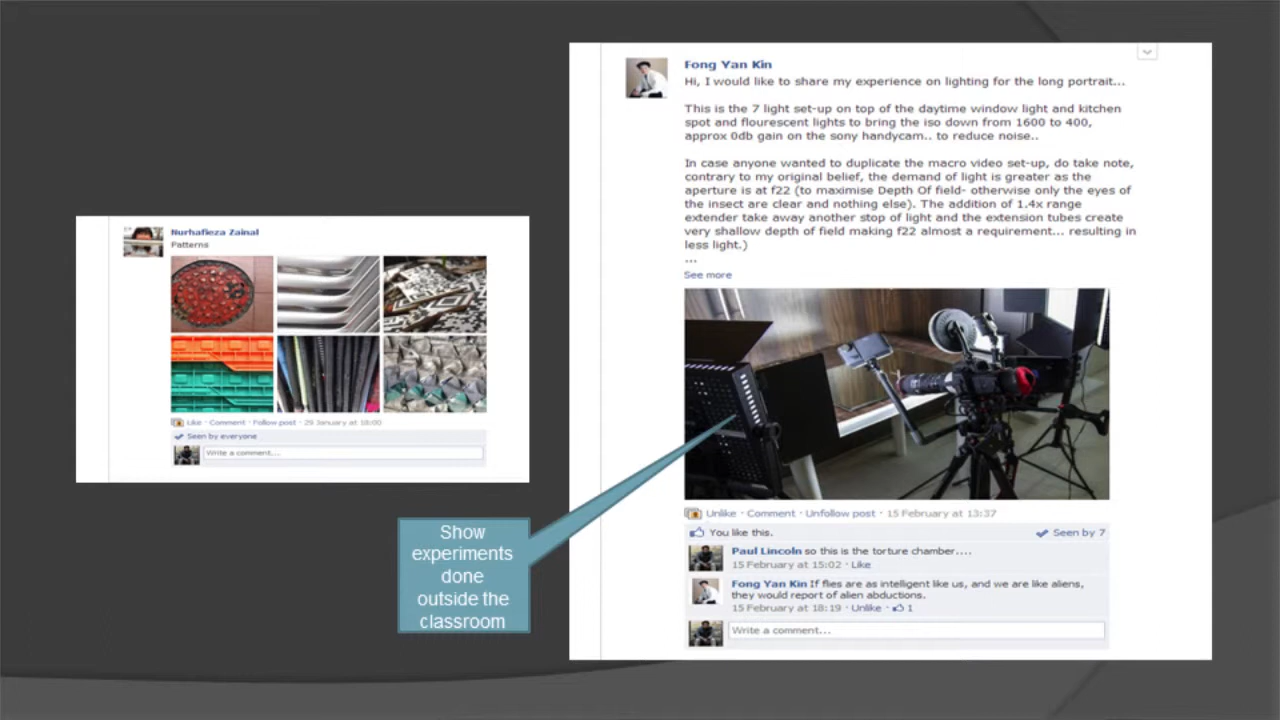 Nurhafieza Zainal
Patterns
Like · Comment · Follow post · 29 January at 18:00
Seen by everyone
Write a comment...
Show
experiments
done
outside the
classroom
Fong Yan Kin
Hi, I would like to share my experience on lighting for the long portrait...
This is the 7 light set-up on top of the daytime window light and kitchen
spot and flourescent lights to bring the iso down from 1600 to 400,
approx 0db gain on the sony handycam.. to reduce noise..
In case anyone wanted to duplicate the macro video set-up, do take note,
contrary to my original belief, the demand of light is greater as the
aperture is at f22 (to maximise Depth Of field- otherwise only the eyes of
the insect are clear and nothing else). The addition of 1.4x range
extender take away another stop of light and the extension tubes create
very shallow depth of field making f22 almost a requirement... resulting in
less light.)
...
See more
Unlike · Comment · Unfollow post · 15 February at 13:37
You like this.
Seen by 7
Paul Lincoln so this is the torture chamber....
15 February at 15:02 · Like
Fong Yan Kin If flies are as intelligent like us, and we are like aliens,
they would report of alien abductions.
15 February at 18:19 · Unlike · 1
Write a comment...